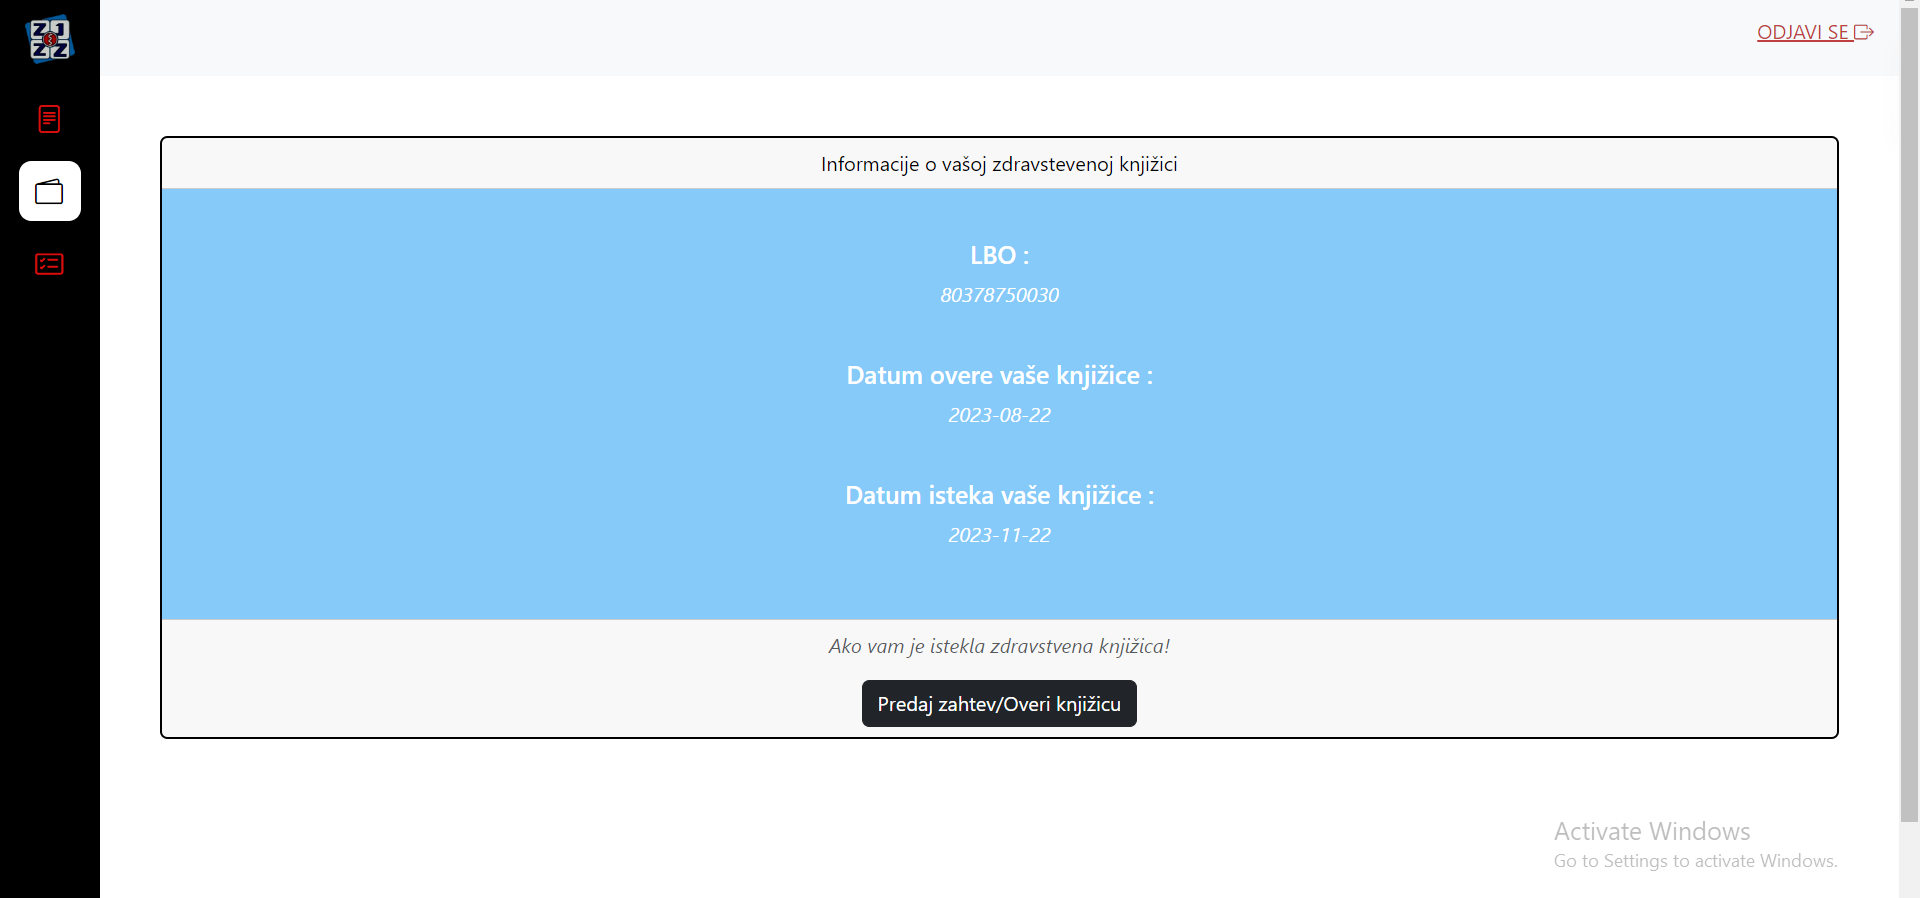 Z1
ZZ
ODJAVI SE
Informacije o vašoj zdravstevenoj knjižici
LBO :
80378750030
Datum overe vaše knjižice :
2023-08-22
Datum isteka vaše knjižice :
2023-11-22
Ako vam je istekla zdravstvena knjižica!
Predaj zahtev/Overi knjižicu
Activate Windows
Go to Settings to activate Windows.